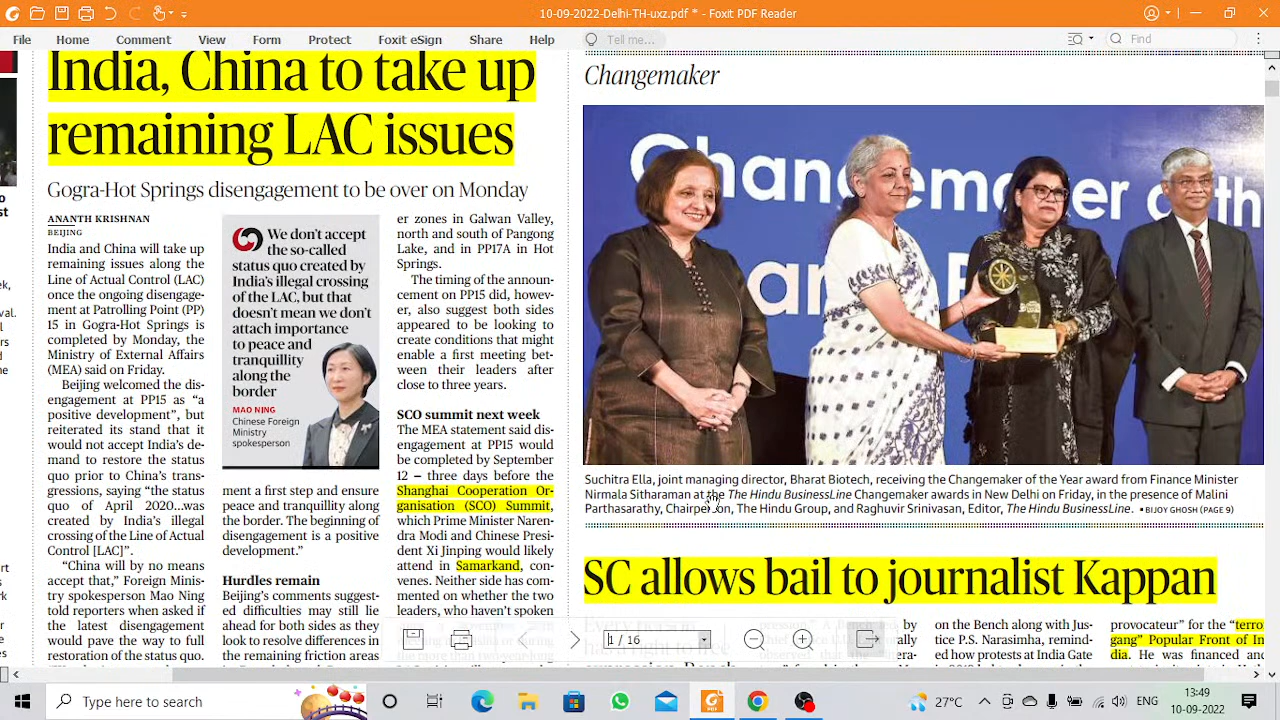 10-09-2022-Delhi-TH-uxz.pdf * - Foxit PDF Reader
File Home Comment View Form Protect Foxit eSign Share Help Tell me... Find
India, China to take up
remaining LAC issues
Gogra-Hot Springs disengagement to be over on Monday
ANANTH KRISHNAN
BEIJING
India and China will take up
remaining issues along the
Line of Actual Control (LAC)
once the ongoing disengage-
ment at Patrolling Point (PP)
15 in Gogra-Hot Springs is
completed by Monday, the
Ministry of External Affairs
(MEA) said on Friday.
Beijing welcomed the dis-
engagement at PP15 as “a
positive development”, but
reiterated its stand that it
would not accept India’s de-
mand to restore the status
quo prior to China’s trans-
gressions, saying “the status
quo of April 2020...was
created by India’s illegal
crossing of the Line of Actual
Control [LAC]”.
“China will by no means
accept that,” Foreign Minis-
try spokesperson Mao Ning
told reporters when asked if
the latest disengagement
would pave the way to full
restoration of the status quo.
We don’t accept
the so-called
status quo created by
India’s illegal crossing
of the LAC, but that
doesn’t mean we don’t
attach importance
to peace and
tranquillity
along the
border
MAO NING
Chinese Foreign
Ministry
spokesperson
ment a first step and ensure
peace and tranquillity along
the border. The beginning of
disengagement is a positive
development.”
Hurdles remain
Beijing’s comments suggest-
ed difficulties may still lie
ahead for both sides as they
look to resolve differences in
the remaining friction areas
er zones in Galwan Valley,
north and south of Pangong
Lake, and in PP17A in Hot
Springs.
The timing of the announ-
cement on PP15 did, howev-
er, also suggest both sides
appeared to be looking to
create conditions that might
enable a first meeting bet-
ween their leaders after
close to three years.
SCO summit next week
The MEA statement said dis-
engagement at PP15 would
be completed by September
12 – three days before the
Shanghai Cooperation Or-
ganisation (SCO) Summit,
which Prime Minister Naren-
dra Modi and Chinese Presi-
dent Xi Jinping would likely
attend in Samarkand, con-
venes. Neither side has com-
mented on whether the two
leaders, who haven’t spoken
Changemaker
Changemaker of th
Suchitra Ella, joint managing director, Bharat Biotech, receiving the Changemaker of the Year award from Finance Minister
Nirmala Sitharaman at the The Hindu BusinessLine Changemaker awards in New Delhi on Friday, in the presence of Malini
Parthasarathy, Chairperson, The Hindu Group, and Raghuvir Srinivasan, Editor, The Hindu BusinessLine. • BIJOY GHOSH (PAGE 9)
SC allows bail to journalist Kappan
on the Bench along with Jus-
tice P.S. Narasimha, remind-
ed how protests at India Gate
provocateur” for the “terro
gang” Popular Front of In
dia. He was financed an
1 / 16
Type here to search
27°C
ENG
13:49
10-09-2022